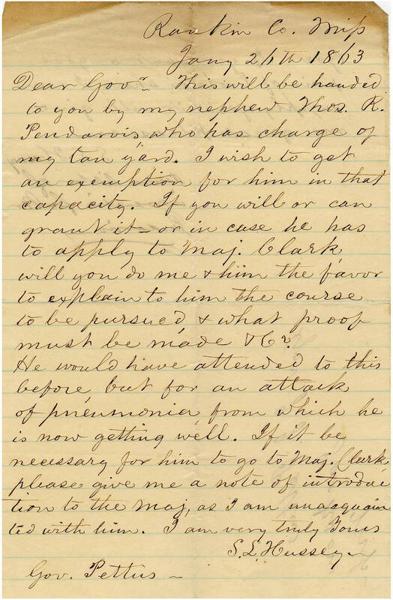 Rankin Co. Miss
Jany 26th 1863
Dear Govr. This will be handed
to you by my nephew Thos. R.
Pendarvis who has charge of
my tan yard. I wish to get
an exemption for him in that
capacity. If you will or can
grant it – or in case he has
to apply to Maj. Clark
will you do me & him the favor
to explain to him the course
to be pursued & what proof
must be made &c?
He would have attended to this
before but for an attack
of pneumonia from which he
is now getting well. If it be
necessary for him to go to Maj. Clark,
please give me a note of introduc
tion to the Maj, as I am unacquain
ted with him. I am very truly Yours
S.L. Hussey
Gov. Pettus –